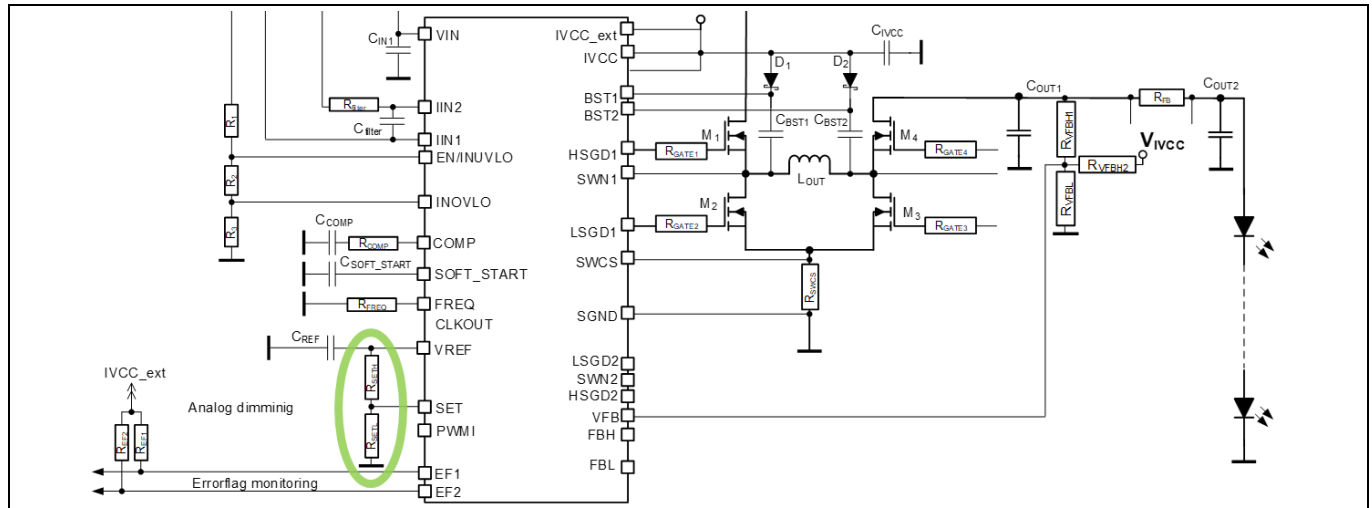 VIN
IIN2
IIN1
EN/INUVLO
INOVLO
COMP
SOFT_START
FREQ
CLKOUT
VREF
SET
PWMI
EF1
EF2
IVCC_ext
IVCC
BST1
BST2
HSGD1
SWN1
LSGD1
SWCS
SGND
LSGD2
SWN2
HSGD2
VFB
FBH
FBL
CIN1
Rfilter
Cfilter
R1
R2
R3
CCOMP
RCOMP
CSOFT_START
RFREQ
CREF
RSETH
RSETL
IVCC_ext
Analog dimminig
REF2
REF1
Errorflag monitoring
CIVCC
D1
D2
CBST1
CBST2
M1
M4
RGATE1
RGATE4
LOUT
M2
M3
RGATE2
RGATE3
RSWCS
COUT1
RFB
COUT2
RVFBH1
VIVCC
RVFBH2
RVFBL